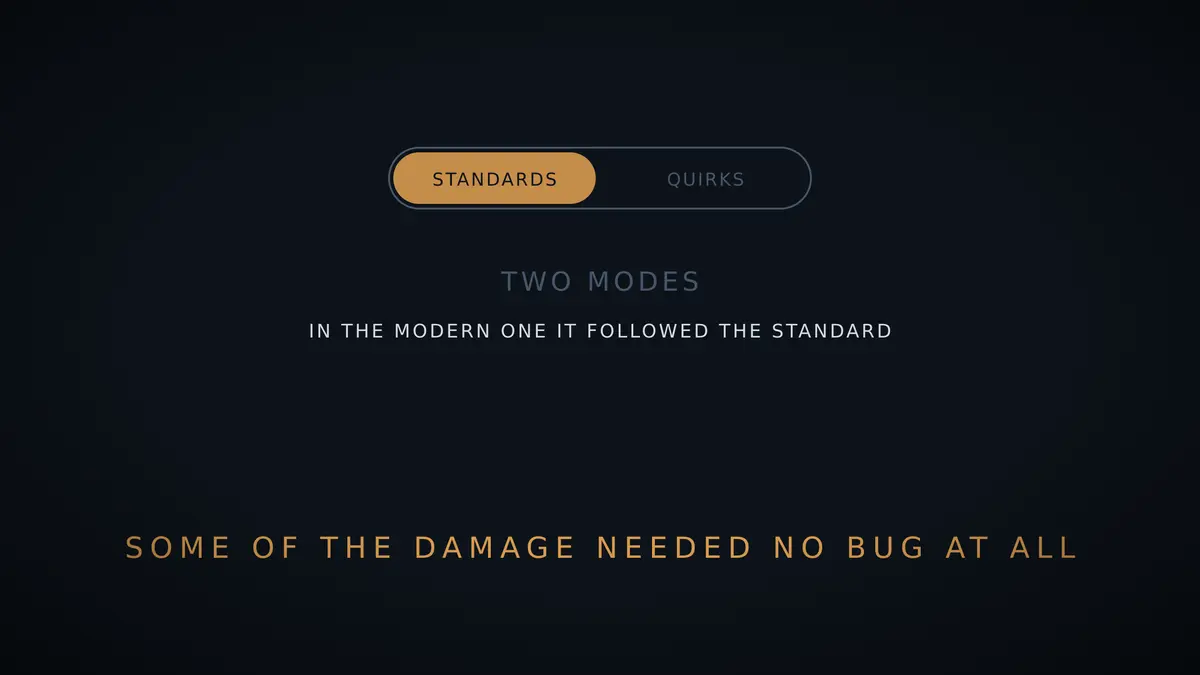 STANDARDS QUIRKS
TWO MODES
IN THE MODERN ONE IT FOLLOWED THE STANDARD
SOME OF THE DAMAGE NEEDED NO BUG AT ALL